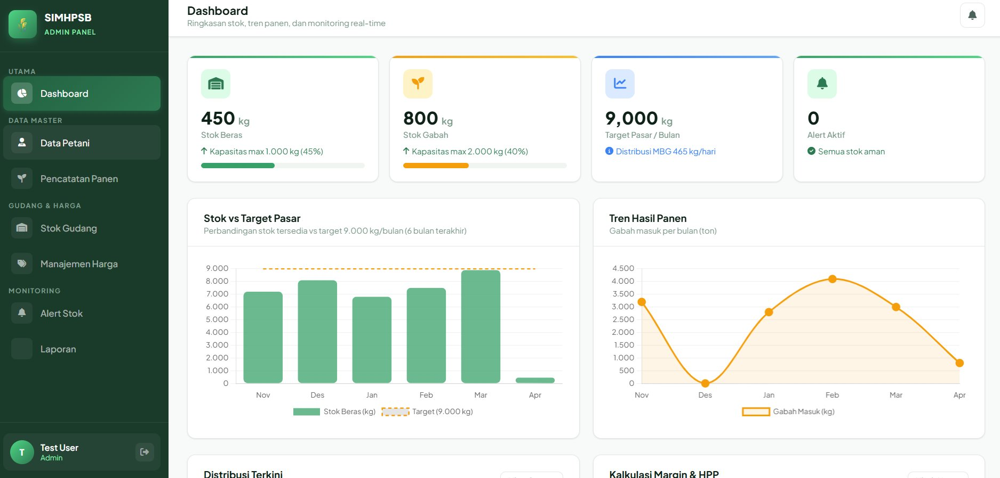 SIMHPSB
ADMIN PANEL
UTAMA
Dashboard
DATA MASTER
Data Petani
Pencatatan Panen
GUDANG & HARGA
Stok Gudang
Manajemen Harga
MONITORING
Alert Stok
Laporan
T
Test User
Admin
Dashboard
Ringkasan stok, tren panen, dan monitoring real-time
450 kg
Stok Beras
Kapasitas max 1.000 kg (45%)
800 kg
Stok Gabah
Kapasitas max 2.000 kg (40%)
9,000 kg
Target Pasar / Bulan
Distribusi MBG 465 kg/hari
0
Alert Aktif
Semua stok aman
Stok vs Target Pasar
Perbandingan stok tersedia vs target 9.000 kg/bulan (6 bulan terakhir)
9.000
8.000
7.000
6.000
5.000
4.000
3.000
2.000
1.000
0
Nov Des Jan Feb Mar Apr
Stok Beras (kg) Target (9.000 kg)
Tren Hasil Panen
Gabah masuk per bulan (ton)
4.500
4.000
3.500
3.000
2.500
2.000
1.500
1.000
500
0
Nov Des Jan Feb Mar Apr
Gabah Masuk (kg)
Distribusi Terkini
Kalkulasi Margin & HPP